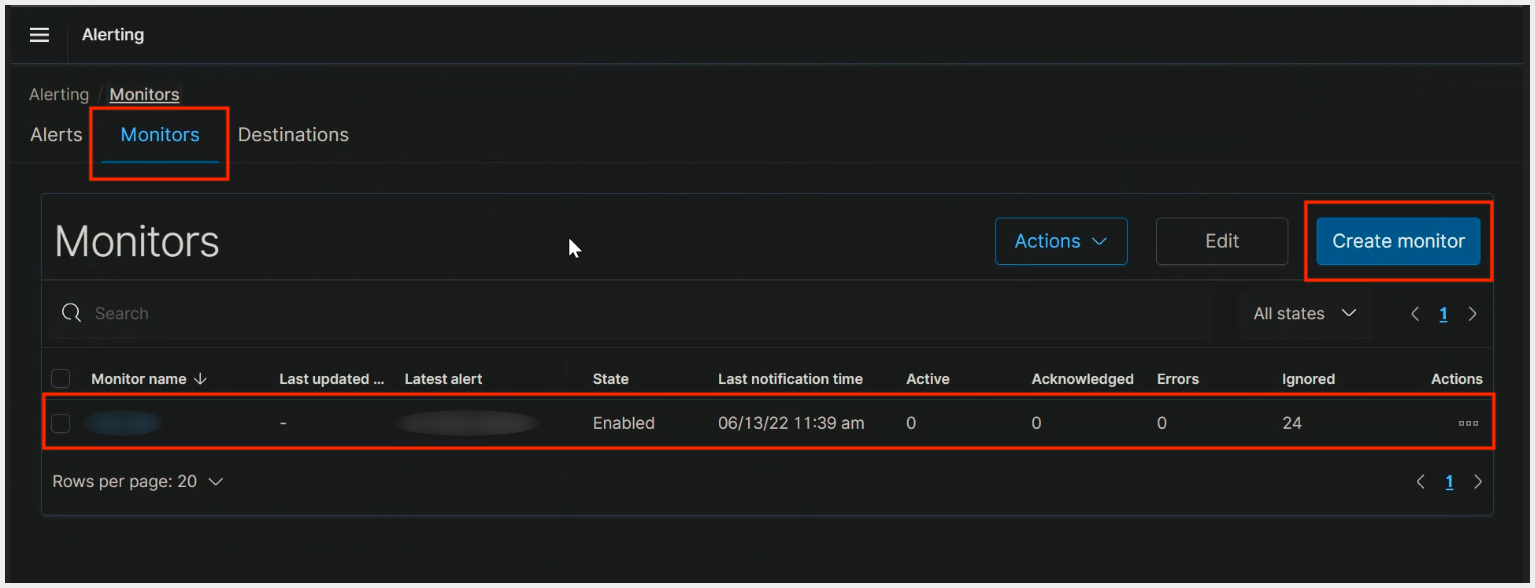 Alerting
Alerting / Monitors
Alerts Monitors Destinations
Monitors Actions Edit Create monitor
Search All states 1
Monitor name Last updated ... Latest alert State Last notification time Active Acknowledged Errors Ignored Actions
- Enabled 06/13/22 11:39 am 0 0 0 24
Rows per page: 20 1